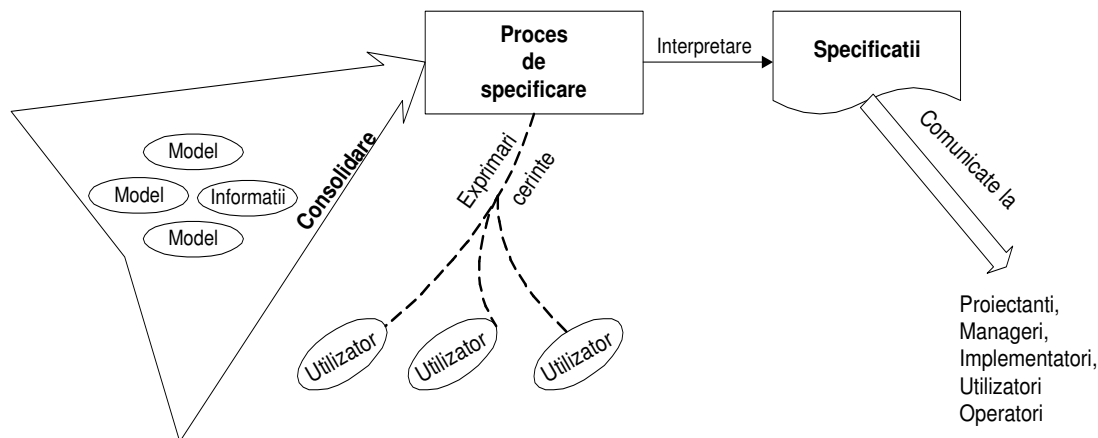 Proces
de
specificare
Interpretare
Specificatii
Model
Model
Informatii
Model
Consolidare
Exprimari
cerinte
Comunicate la
Utilizator
Utilizator
Utilizator
Proiectanti,
Manageri,
Implementatori,
Utilizatori
Operatori